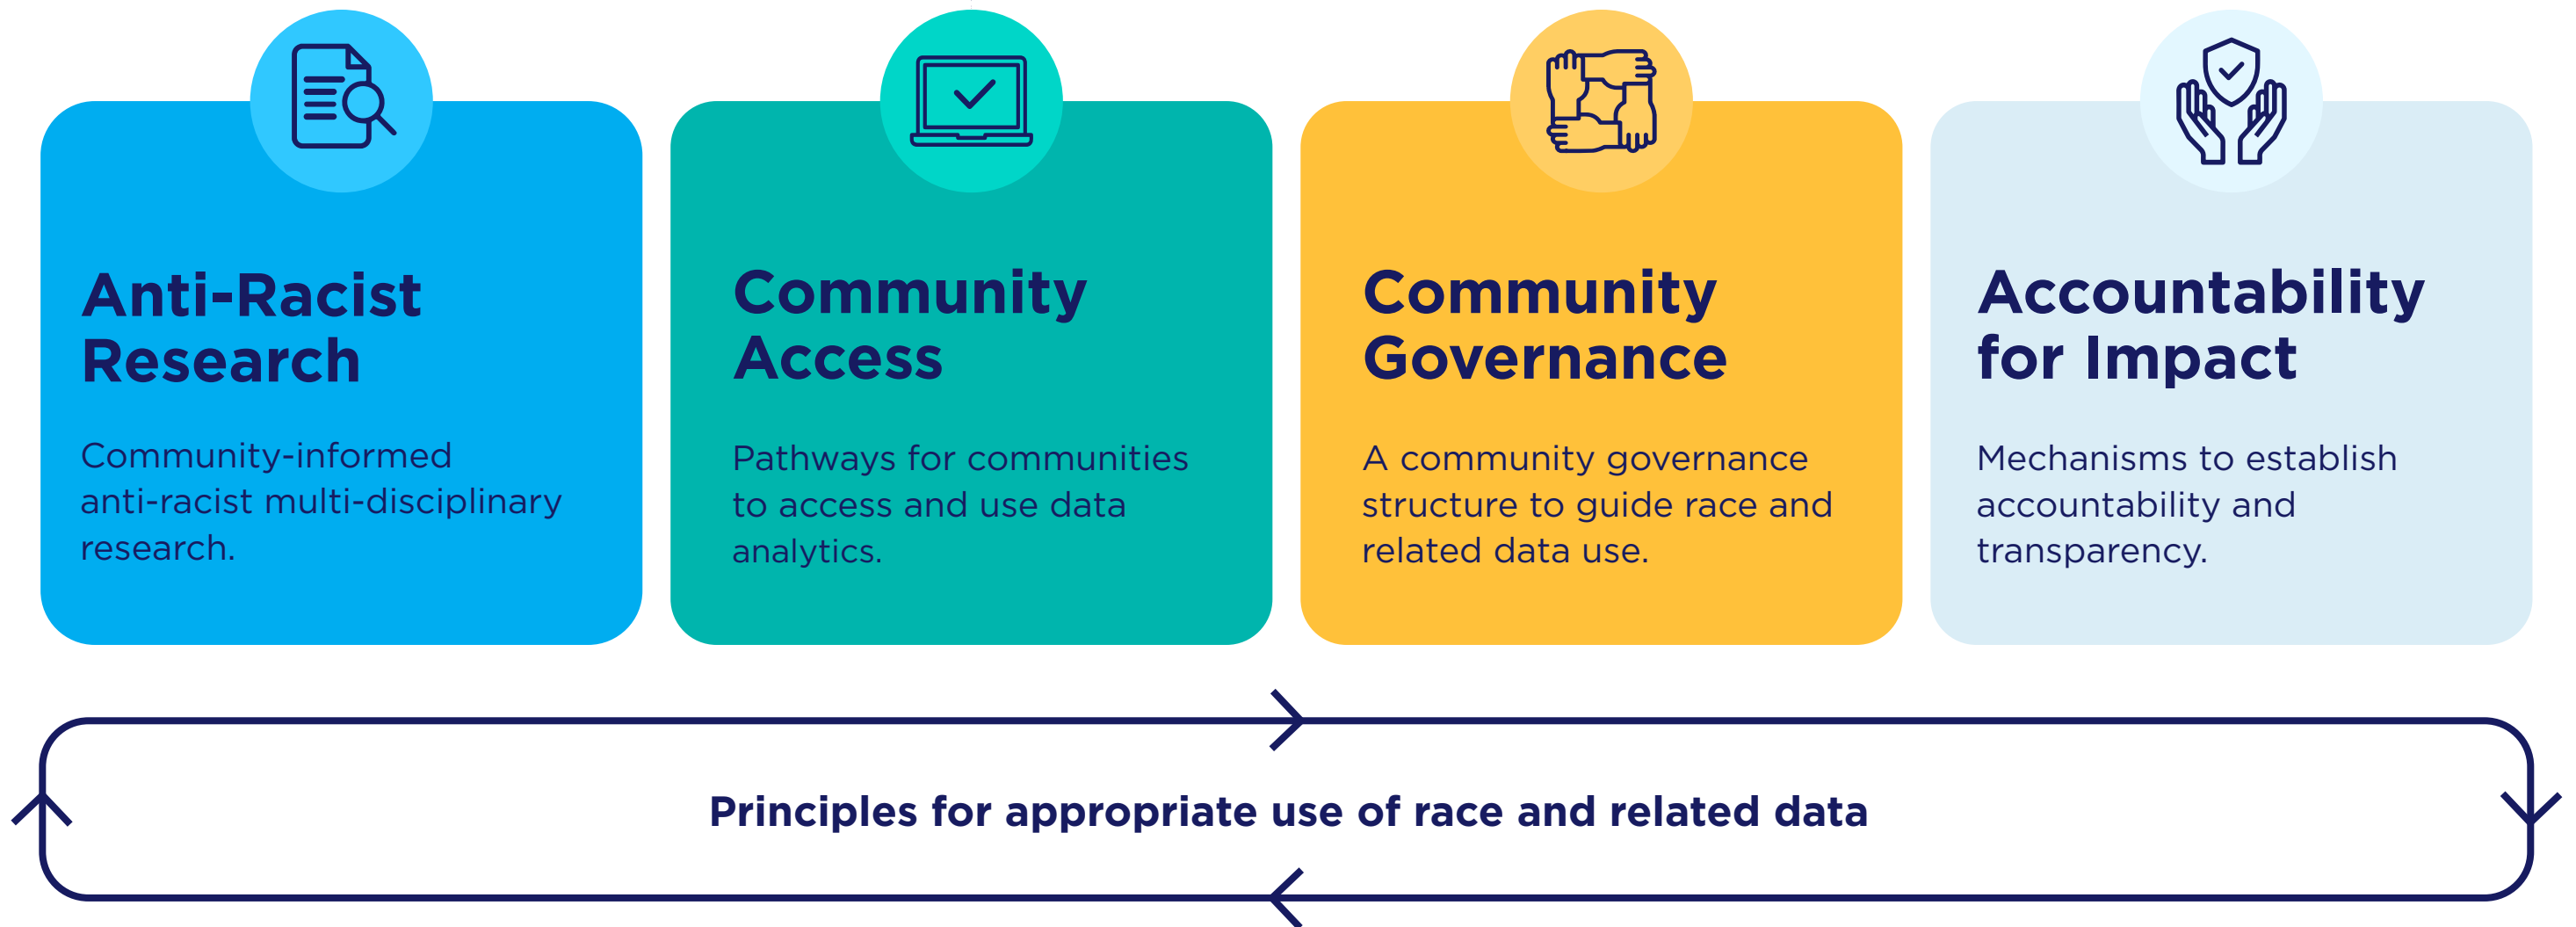 Anti-Racist
Research
Community-informed
anti-racist multi-disciplinary
research.
Community
Access
Pathways for communities
to access and use data
analytics.
Community
Governance
A community governance
structure to guide race and
related data use.
Accountability
for Impact
Mechanisms to establish
accountability and
transparency.
Principles for appropriate use of race and related data